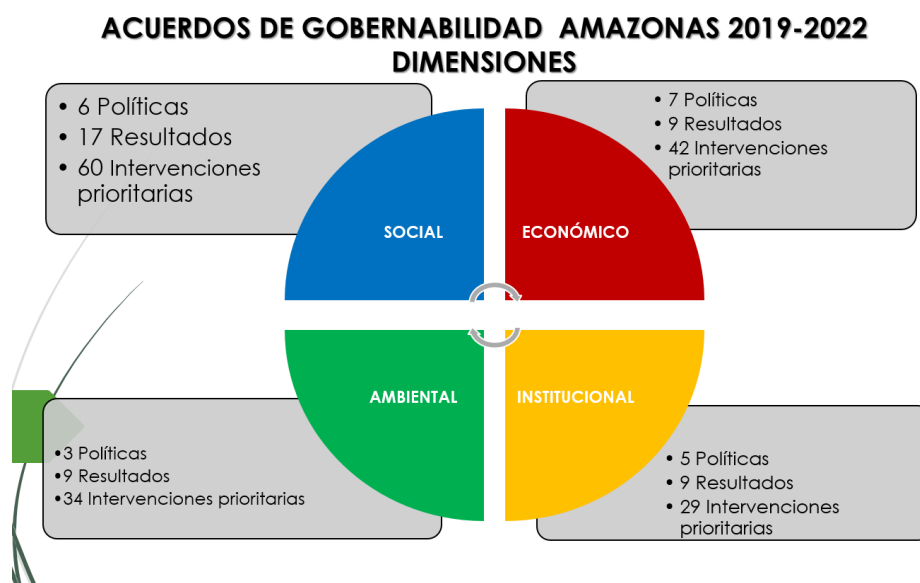 ACUERDOS DE GOBERNABILIDAD AMAZONAS 2019-2022
DIMENSIONES
• 6 Políticas
• 17 Resultados
• 60 Intervenciones
prioritarias
• 7 Políticas
• 9 Resultados
• 42 Intervenciones
prioritarias
SOCIAL
ECONÓMICO
AMBIENTAL
INSTITUCIONAL
•3 Políticas
•9 Resultados
•34 Intervenciones prioritarias
• 5 Políticas
• 9 Resultados
• 29 Intervenciones
prioritarias